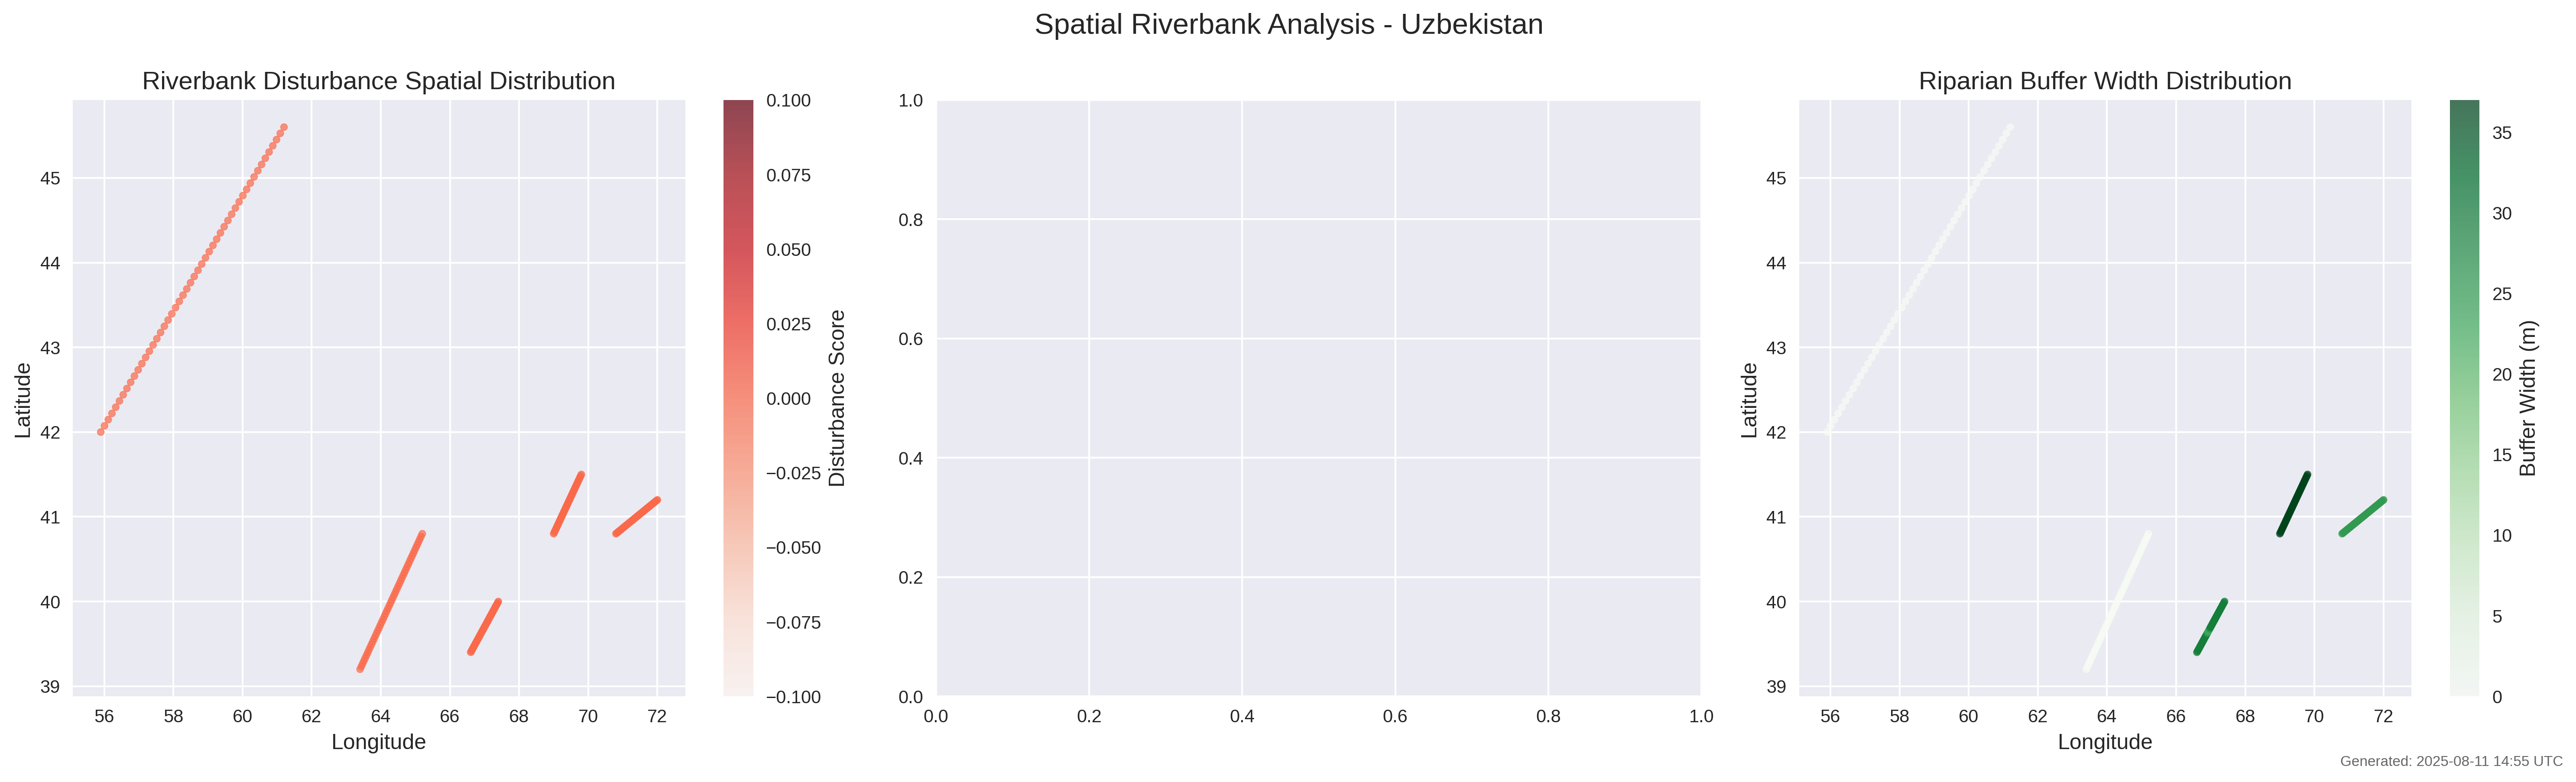 Spatial Riverbank Analysis - Uzbekistan
Riverbank Disturbance Spatial Distribution
Latitude
45
44
43
42
41
40
39
56 58 60 62 64 66 68 70 72
Longitude
0.100
0.075
0.050
0.025
0.000
−0.025
−0.050
−0.075
−0.100
Disturbance Score
1.0
0.8
0.6
0.4
0.2
0.0
0.0 0.2 0.4 0.6 0.8 1.0
Riparian Buffer Width Distribution
Latitude
45
44
43
42
41
40
39
56 58 60 62 64 66 68 70 72
Longitude
35
30
25
20
15
10
5
0
Buffer Width (m)
Generated: 2025-08-11 14:55 UTC